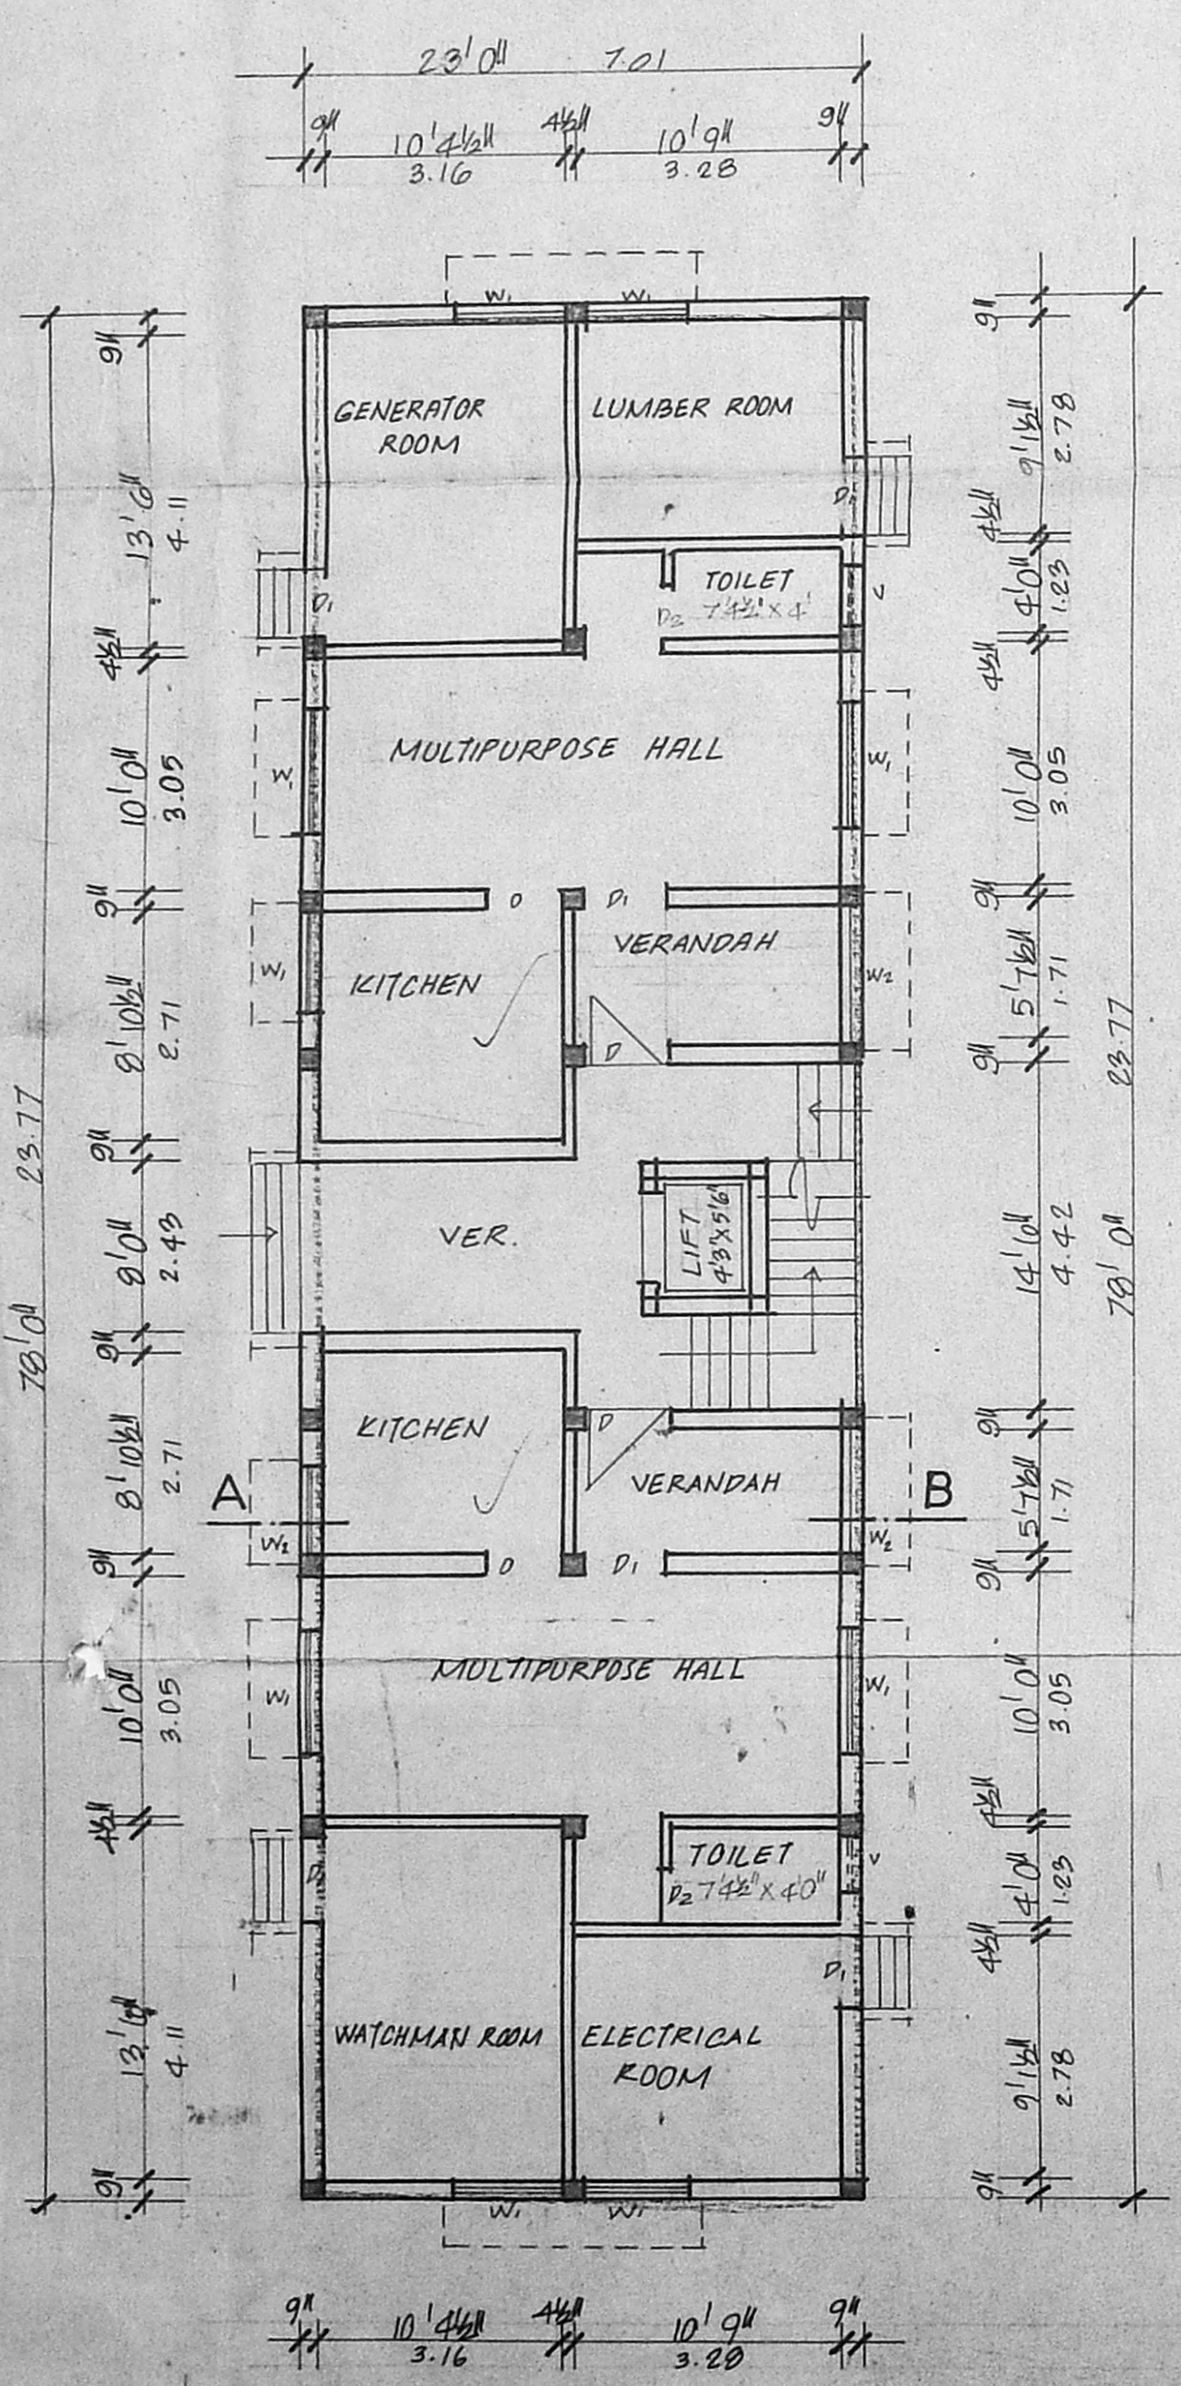 23'0" 7.01
9" 10'4½" 4½" 10'9" 9"
3.16 3.28
W1 W1
9" 9"
GENERATOR LUMBER ROOM
ROOM
9'1½" 2.78
13'6" 4.11
D1
4½"
TOILET
D1 D2 7'4½" X 4' V
4'0" 1.23
4½" 4½"
MULTIPURPOSE HALL
W1 W1
10'0" 3.05 10'0" 3.05
9" D D1 9"
VERANDAH
W1 KITCHEN W2
8'10½" 2.71 5'7½" 1.71
D 9"
78'0" 23.77 78'0" 23.77
9"
VER. LIFT
4'3"X5'6"
8'0" 2.43 14'6" 4.42
9"
KITCHEN D 9"
8'10½" 2.71 VERANDAH 5'7½" 1.71
A B
W2 W2
9" D D1 9"
MULTIPURPOSE HALL
W1 W1
10'0" 3.05 10'0" 3.05
4½" 4½"
TOILET V
D2 7'4½" X 4'0"
4'0" 1.23
4½"
D1
WATCHMAN ROOM ELECTRICAL
ROOM
4.11 9'1½" 2.78
9" 9"
W1 W1
9" 10'4½" 4½" 10'9" 9"
3.16 3.28